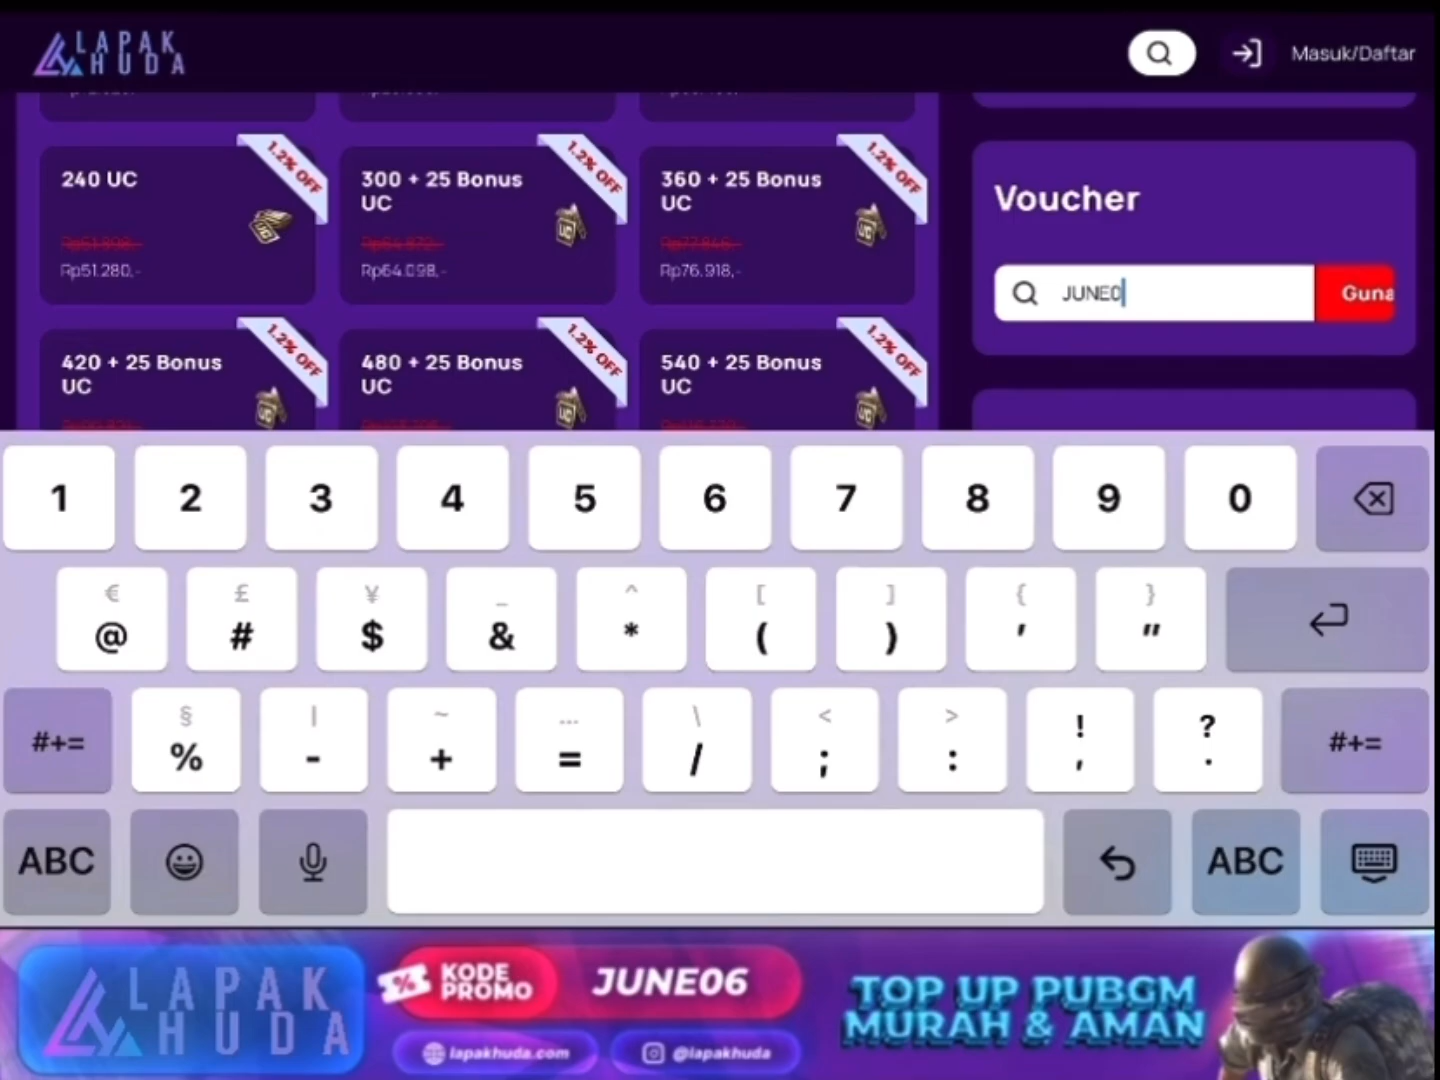 LAPAK
HUDA
Masuk/Daftar
1.2% OFF
1.2% OFF
1.2% OFF
240 UC
300 + 25 Bonus
UC
360 + 25 Bonus
UC
Rp51.280,-
Rp64.098,-
Rp77.846,-
Rp76.918,-
Voucher
JUNE0
Guna
1.2% OFF
1.2% OFF
1.2% OFF
420 + 25 Bonus
UC
480 + 25 Bonus
UC
540 + 25 Bonus
UC
1 2 3 4 5 6 7 8 9 0
€ £ ¥ _ ^ [ ] { }
@ # $ & * ( ) ' "
§ | ~ … \ < > ! ?
#+= % - + = / ; : , . #+=
ABC ABC
LAPAK
HUDA
KODE
PROMO
JUNE06
lapakhuda.com
@lapakhuda
TOP UP PUBGM
MURAH & AMAN